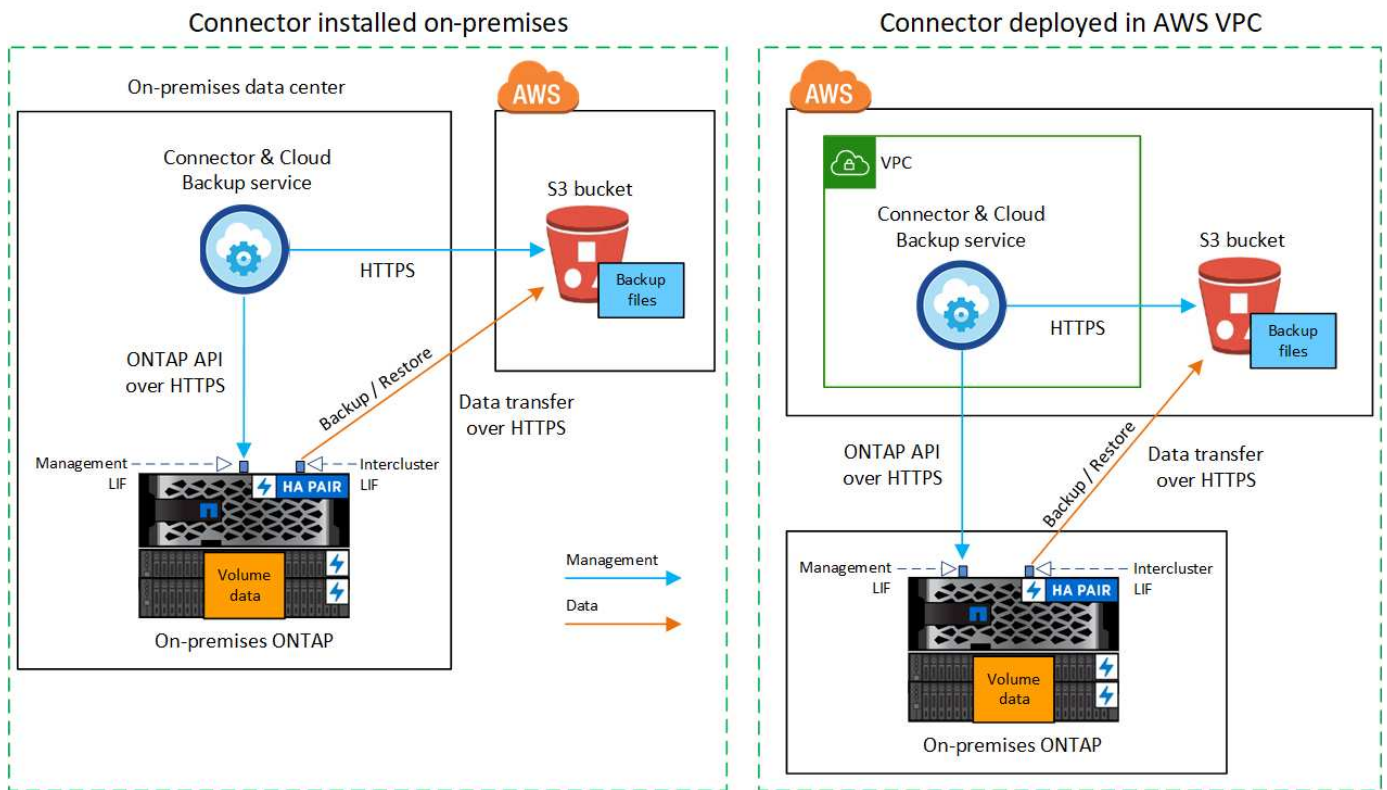 Connector installed on-premises
On-premises data center
AWS
Connector & Cloud
Backup service
S3 bucket
HTTPS
Backup
files
ONTAP API
over HTTPS
Backup / Restore
Data transfer
over HTTPS
Management
LIF
Intercluster
LIF
HA PAIR
Volume
data
On-premises ONTAP
Management
Data
Connector deployed in AWS VPC
AWS
VPC
Connector & Cloud
Backup service
S3 bucket
HTTPS
Backup
files
ONTAP API
over HTTPS
Backup / Restore
Data transfer
over HTTPS
Management
LIF
Intercluster
LIF
HA PAIR
Volume
data
On-premises ONTAP